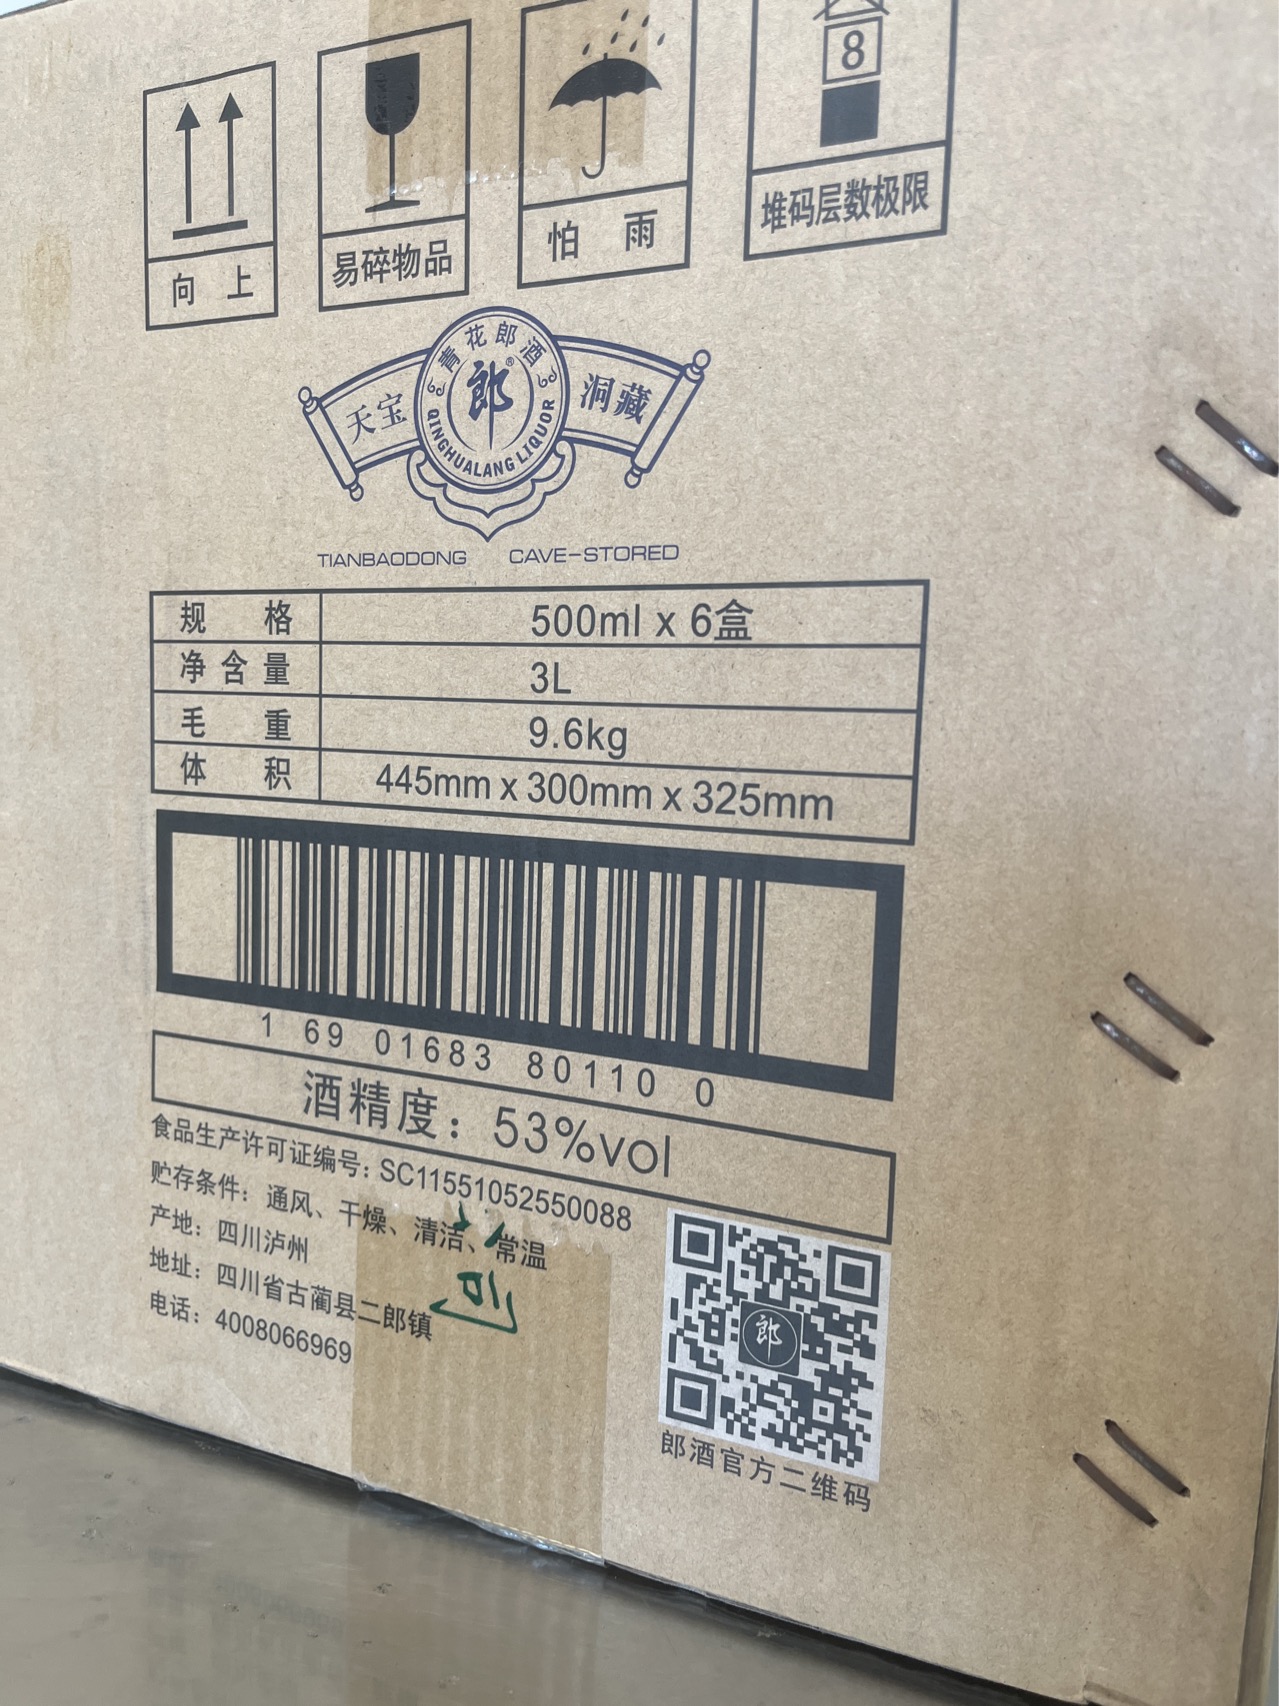 8
向 上
易碎物品
怕 雨
堆码层数极限
青花郎酒
天宝
郎®
洞藏
QINGHUALANG LIQUOR
TIANBAODONG CAVE-STORED
规 格 500ml x 6盒
净含量 3L
毛 重 9.6kg
体 积 445mm x 300mm x 325mm
1 69 01683 80110 0
酒精度：53%vol
食品生产许可证编号：SC11551052550088
贮存条件：通风、干燥、清洁、常温
产地：四川泸州
地址：四川省古蔺县二郎镇
电话：4008066969
郎
郎酒官方二维码